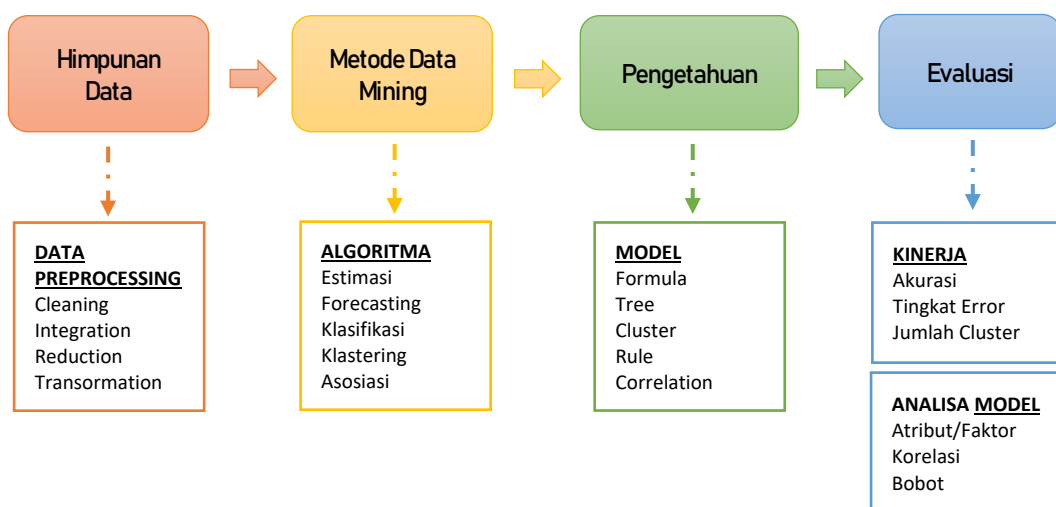 Himpunan
Data
Metode Data
Mining
Pengetahuan
Evaluasi
DATA
PREPROCESSING
Cleaning
Integration
Reduction
Transormation
ALGORITMA
Estimasi
Forecasting
Klasifikasi
Klastering
Asosiasi
MODEL
Formula
Tree
Cluster
Rule
Correlation
KINERJA
Akurasi
Tingkat Error
Jumlah Cluster
ANALISA MODEL
Atribut/Faktor
Korelasi
Bobot